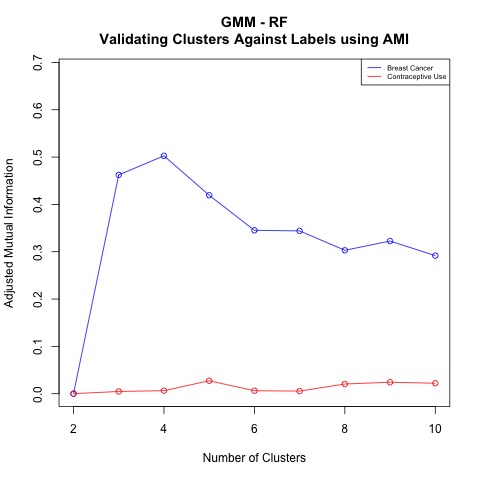 GMM - RF
Validating Clusters Against Labels using AMI
Breast Cancer
Contraceptive Use
Adjusted Mutual Information
0.7
0.6
0.5
0.4
0.3
0.2
0.1
0.0
2 4 6 8 10
Number of Clusters